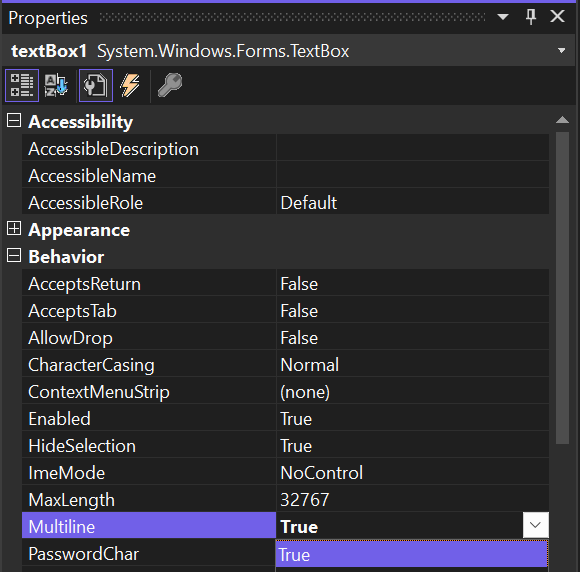 Properties
textBox1 System.Windows.Forms.TextBox
Accessibility
AccessibleDescription
AccessibleName
AccessibleRole Default
Appearance
Behavior
AcceptsReturn False
AcceptsTab False
AllowDrop False
CharacterCasing Normal
ContextMenuStrip (none)
Enabled True
HideSelection True
ImeMode NoControl
MaxLength 32767
Multiline True
PasswordChar True